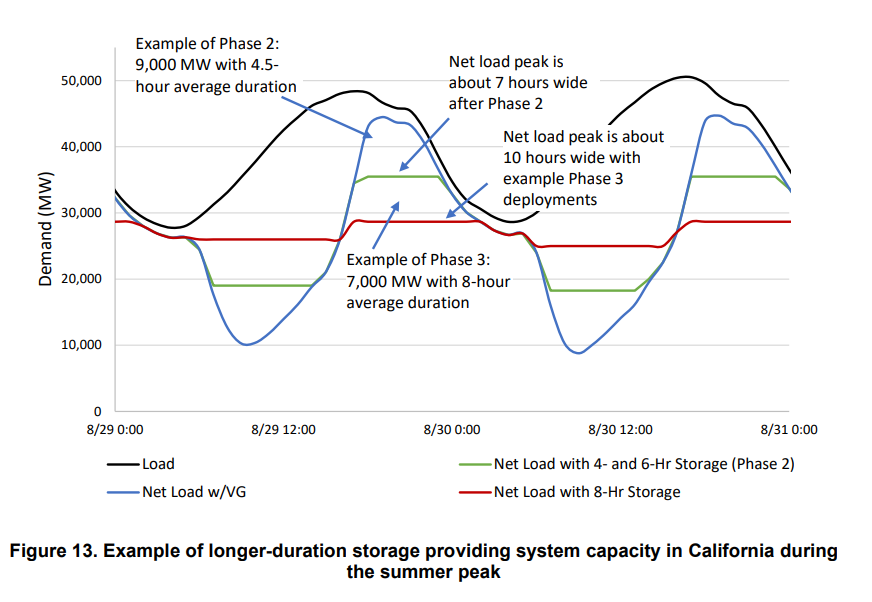 Example of Phase 2:
9,000 MW with 4.5-
hour average duration
Net load peak is
about 7 hours wide
after Phase 2
Net load peak is about
10 hours wide with
example Phase 3
deployments
Example of Phase 3:
7,000 MW with 8-hour
average duration
Demand (MW)
50,000
40,000
30,000
20,000
10,000
0
8/29 0:00
8/29 12:00
8/30 0:00
8/30 12:00
8/31 0:00
Load
Net Load with 4- and 6-Hr Storage (Phase 2)
Net Load w/VG
Net Load with 8-Hr Storage
Figure 13. Example of longer-duration storage providing system capacity in California during
the summer peak